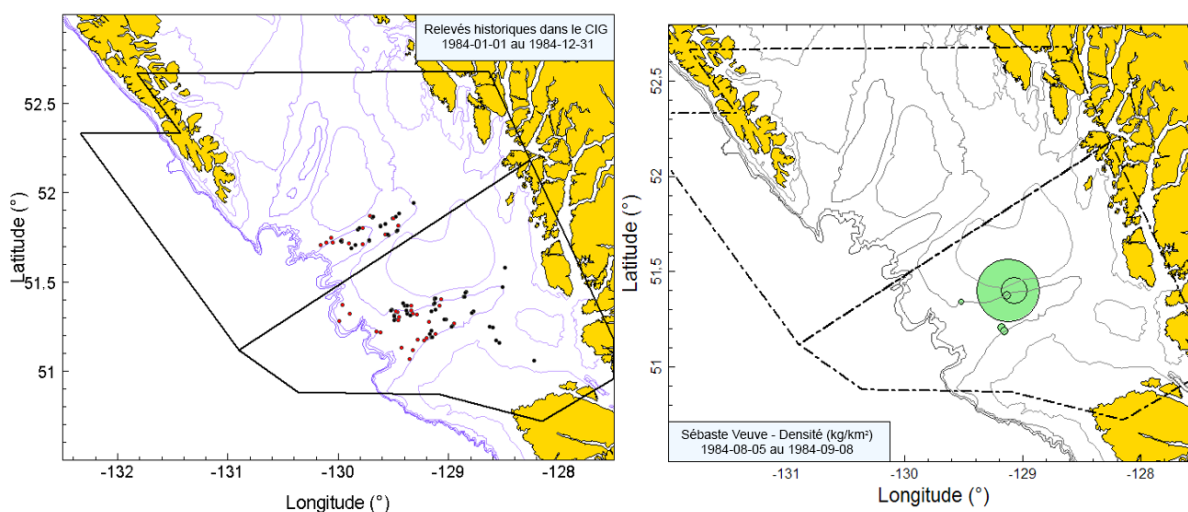 Relevés historiques dans le CIG
1984-01-01 au 1984-12-31
52.5
52
51.5
51
Latitude (°)
-132
-131
-130
-129
-128
Longitude (°)
52.5
52
51.5
51
Latitude (°)
Sébaste Veuve - Densité (kg/km²)
1984-08-05 au 1984-09-08
-131
-130
-129
-128
Longitude (°)